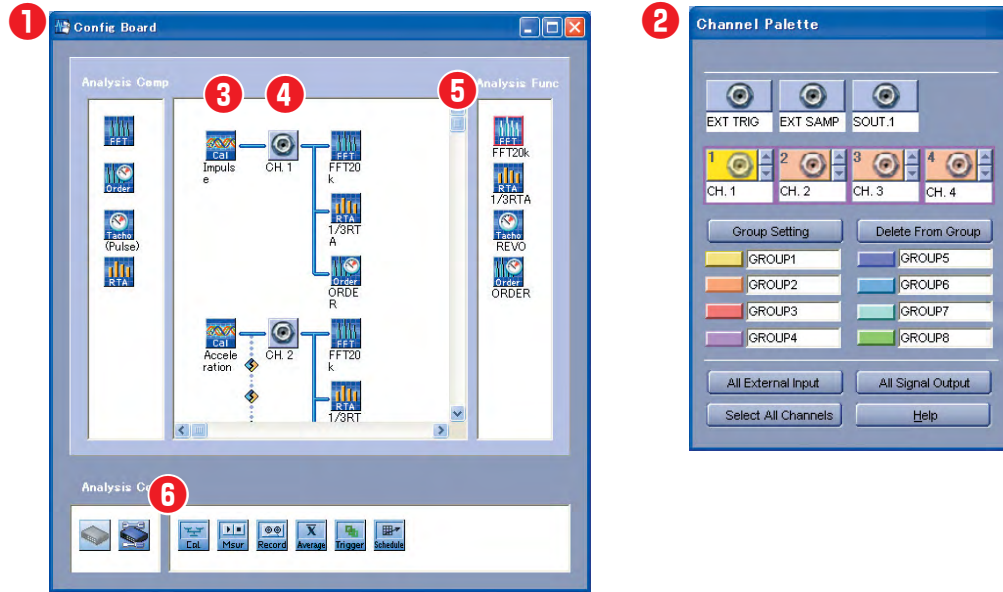 1
Config Board
Analysis Comp
3
4
5
Analysis Func
FFT
Order
Tacho
(Pulse)
RTA
Cal
Impuls
e
CH. 1
FFT
FFT20
k
RTA
1/3RT
A
Order
ORDE
R
Cal
Accele
ration
CH. 2
FFT
FFT20
k
RTA
1/3RT
FFT
FFT20k
RTA
1/3RTA
Tacho
REVO
Order
ORDER
Analysis Co
6
Cal
Msur
Record
X
Average
Trigger
Schedule
2
Channel Palette
EXT TRIG
EXT SAMP
SOUT.1
1
2
3
4
CH. 1
CH. 2
CH. 3
CH. 4
Group Setting
Delete From Group
GROUP1
GROUP5
GROUP2
GROUP6
GROUP3
GROUP7
GROUP4
GROUP8
All External Input
All Signal Output
Select All Channels
Help